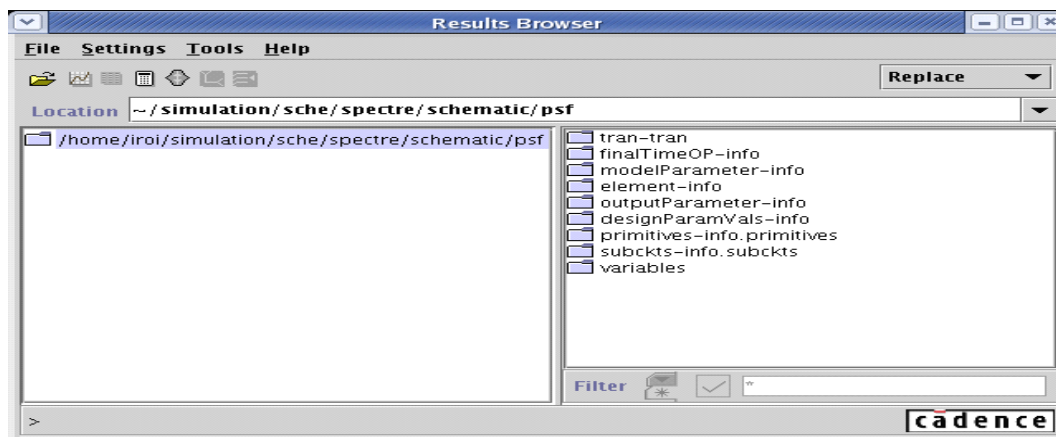 Results Browser
File Settings Tools Help
Replace
Location ~/simulation/sche/spectre/schematic/psf
/home/iroi/simulation/sche/spectre/schematic/psf
tran-tran
finalTimeOP-info
modelParameter-info
element-info
outputParameter-info
designParamVals-info
primitives-info.primitives
subckts-info.subckts
variables
Filter *
>
cādence